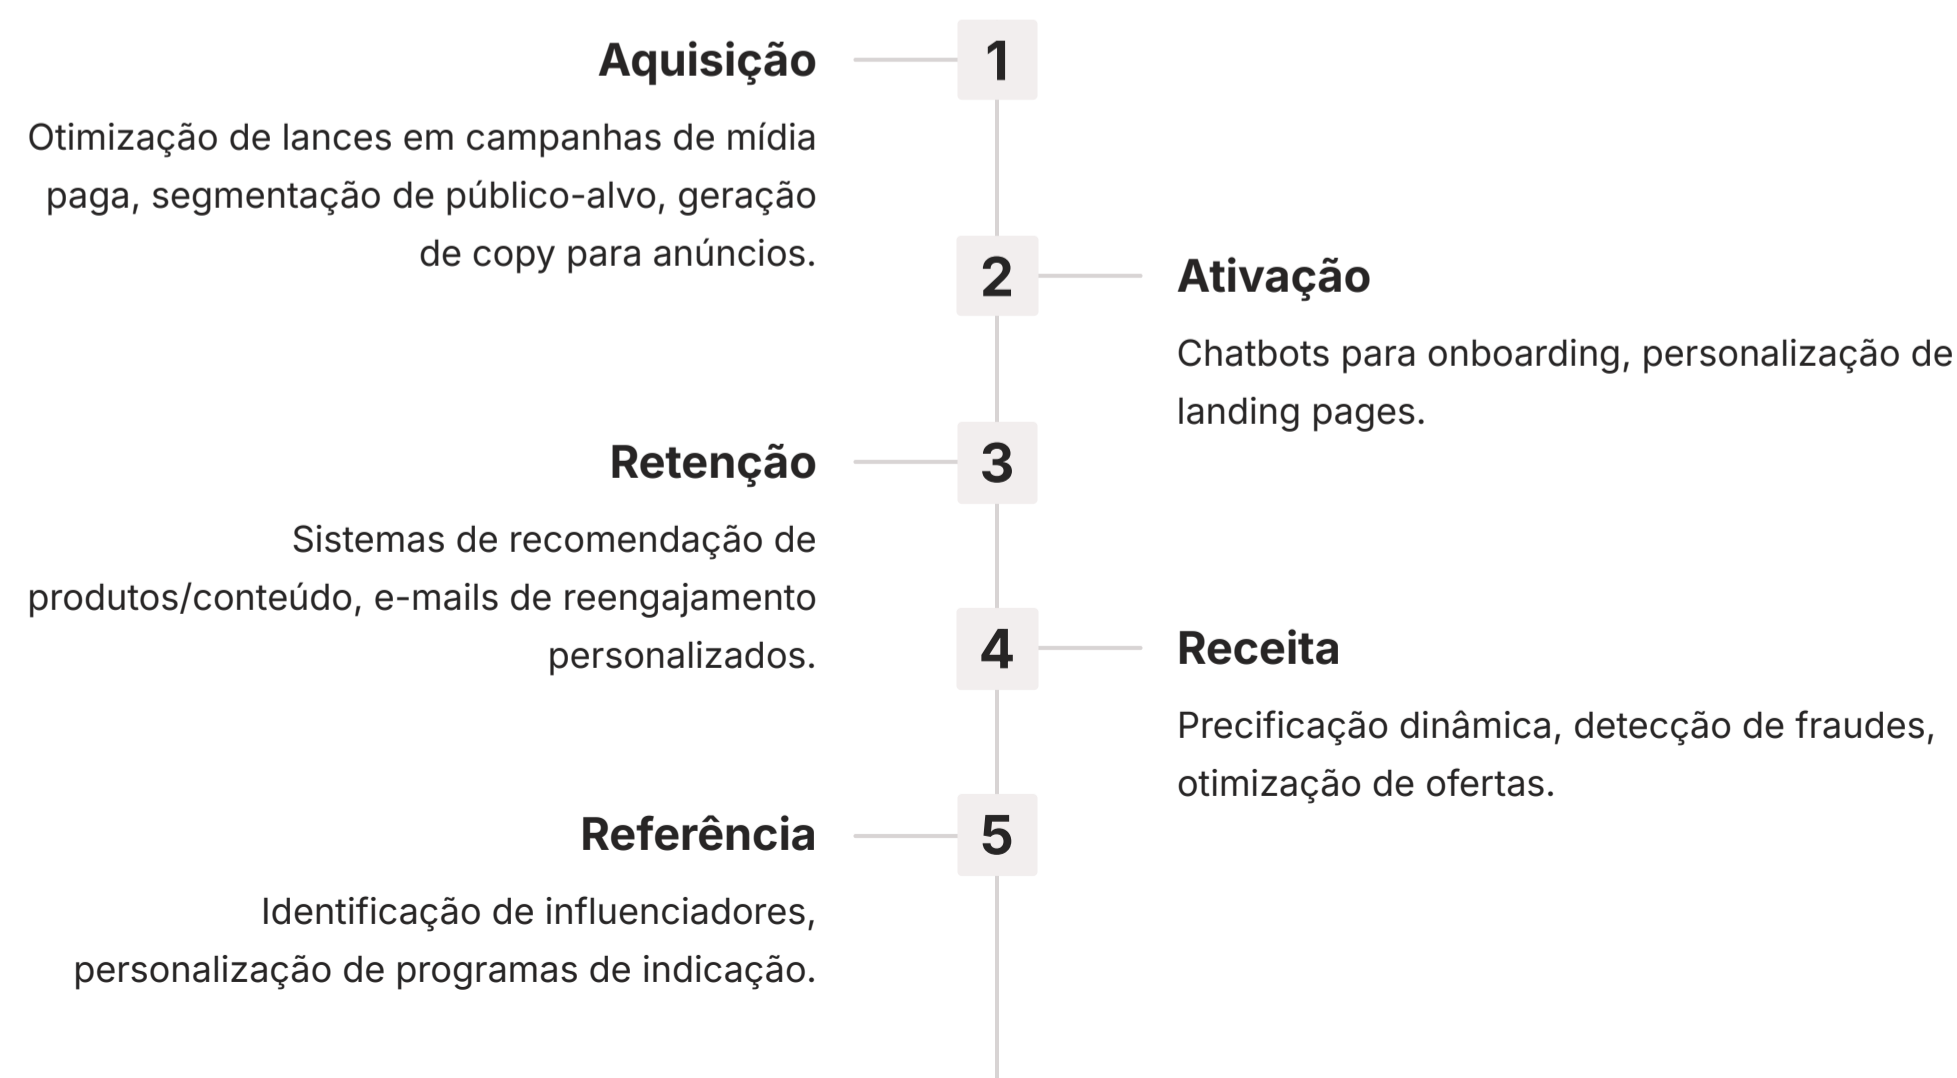 1
Aquisição
Otimização de lances em campanhas de mídia
paga, segmentação de público-alvo, geração
de copy para anúncios.
2
Ativação
Chatbots para onboarding, personalização de
landing pages.
3
Retenção
Sistemas de recomendação de
produtos/conteúdo, e-mails de reengajamento
personalizados.
4
Receita
Precificação dinâmica, detecção de fraudes,
otimização de ofertas.
5
Referência
Identificação de influenciadores,
personalização de programas de indicação.